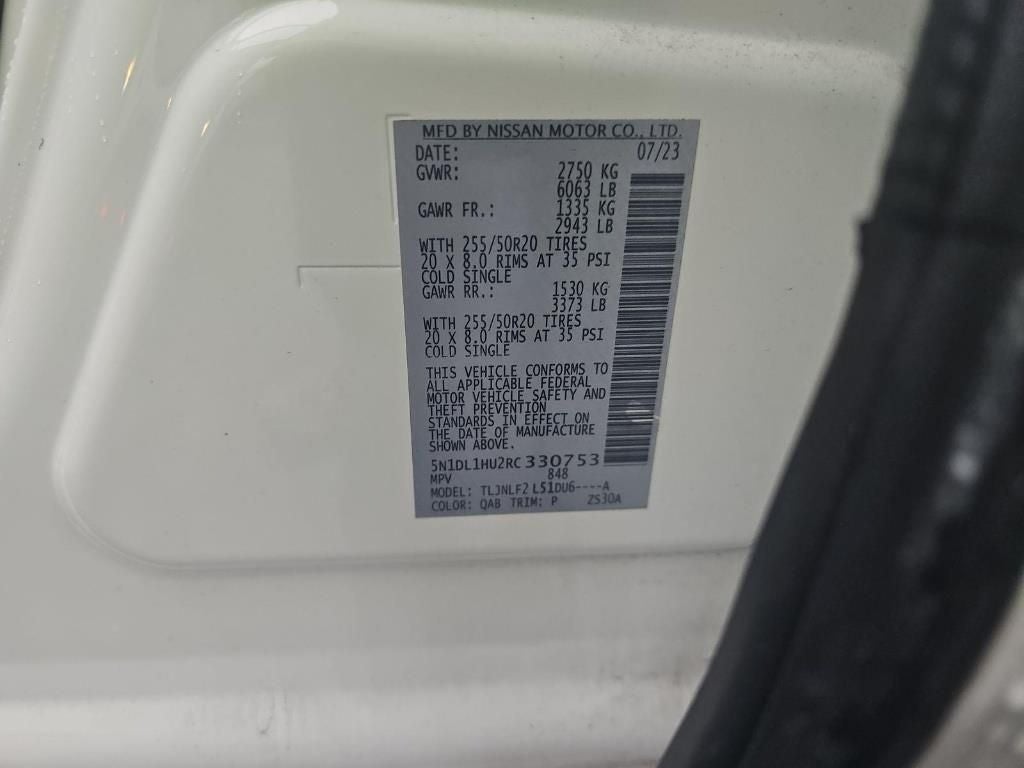 MFD BY NISSAN MOTOR CO., LTD.
DATE: 07/23
GVWR: 2750 KG
6063 LB
GAWR FR.: 1335 KG
2943 LB
WITH 255/50R20 TIRES
20 X 8.0 RIMS AT 35 PSI
COLD SINGLE
GAWR RR.: 1530 KG
3373 LB
WITH 255/50R20 TIRES
20 X 8.0 RIMS AT 35 PSI
COLD SINGLE
THIS VEHICLE CONFORMS TO
ALL APPLICABLE FEDERAL
MOTOR VEHICLE SAFETY AND
THEFT PREVENTION
STANDARDS IN EFFECT ON
THE DATE OF MANUFACTURE
SHOWN ABOVE.
5N1DL1HU2RC 330753
MPV 848
MODEL: TLJNLF2 L51DU6----A
COLOR: QAB TRIM: P ZS30A